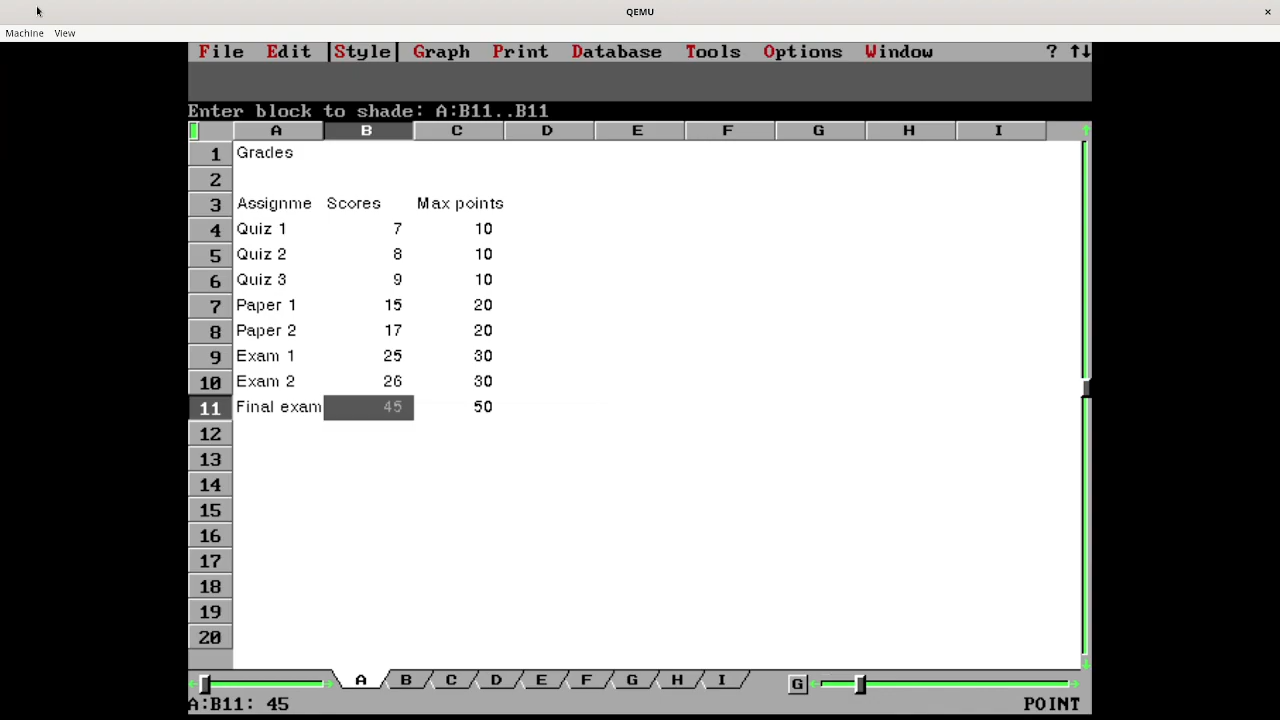 QEMU ×
Machine View
File Edit Style Graph Print Database Tools Options Window ? ↑↓
Enter block to shade: A:B11..B11
A B C D E F G H I
1 Grades
2
3 Assignme Scores Max points
4 Quiz 1 7 10
5 Quiz 2 8 10
6 Quiz 3 9 10
7 Paper 1 15 20
8 Paper 2 17 20
9 Exam 1 25 30
10 Exam 2 26 30
11 Final exam 45 50
12
13
14
15
16
17
18
19
20
A B C D E F G H I G
A:B11: 45 POINT